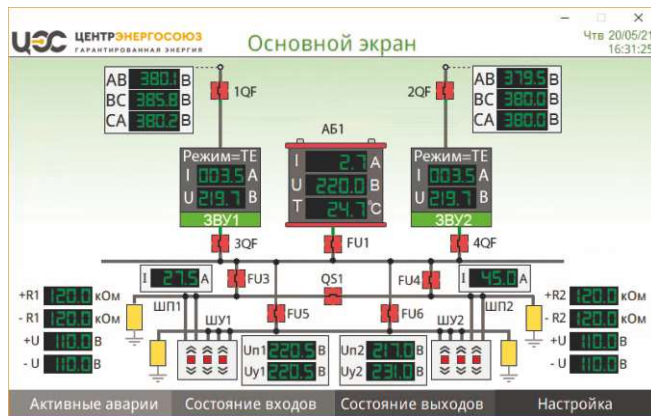 ЦЭС ЦЕНТРЭНЕРГОСОЮЗ
ГАРАНТИРОВАННАЯ ЭНЕРГИЯ
Основной экран
Чтв 20/05/21
16:31:25
AB 380.1 В
BC 385.8 В
CA 380.2 В
1QF
2QF
AB 379.5 В
BC 380.0 В
CA 380.0 В
АБ1
Режим=ТЕ
I 003.5 А
U 219.7 В
ЗВУ1
I 2.7 А
U 220.0 В
T 24.7 °C
Режим=ТЕ
I 003.5 А
U 219.7 В
ЗВУ2
3QF
FU1
4QF
I 27.5 А
FU3
QS1
FU4
I 45.0 А
+R1 120.0 кОм
- R1 120.0 кОм
+U 110.0 В
- U 110.0 В
ШП1
ШУ1
FU5
FU6
ШУ2
ШП2
+R2 120.0 кОм
- R2 120.0 кОм
+U 110.0 В
- U 110.0 В
Uп1 220.5 В
Uу1 220.5 В
Uп2 217.0 В
Uу2 231.0 В
Активные аварии
Состояние входов
Состояние выходов
Настройка